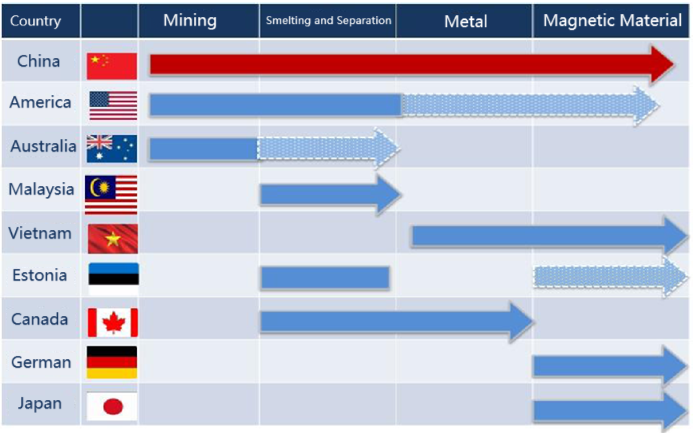 Country Mining Smelting and Separation Metal Magnetic Material
China
America
Australia
Malaysia
Vietnam
Estonia
Canada
German
Japan